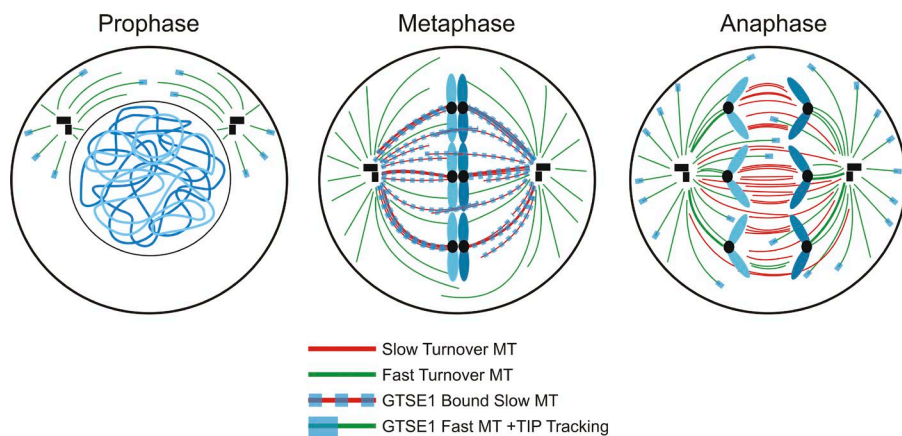 Prophase
Metaphase
Anaphase
Slow Turnover MT
Fast Turnover MT
GTSE1 Bound Slow MT
GTSE1 Fast MT +TIP Tracking